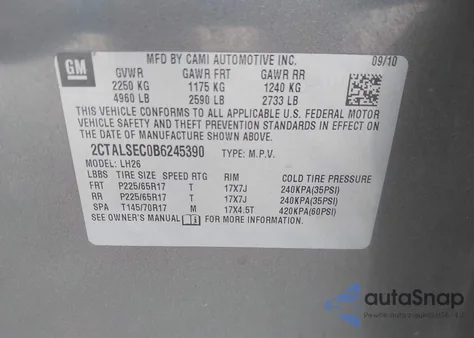 GM
MFD BY CAMI AUTOMOTIVE INC. 09/10
GVWR GAWR FRT GAWR RR
2250 KG 1175 KG 1240 KG
4960 LB 2590 LB 2733 LB
THIS VEHICLE CONFORMS TO ALL APPLICABLE U.S. FEDERAL MOTOR
VEHICLE SAFETY AND THEFT PREVENTION STANDARDS IN EFFECT ON
THE DATE OF MANUFACTURE SHOWN ABOVE.
2CTALSEC0B6245390 TYPE: M.P.V.
MODEL: LH26
LBBS TIRE SIZE SPEED RTG RIM COLD TIRE PRESSURE
FRT P225/65R17 T 17X7J 240KPA(35PSI)
RR P225/65R17 T 17X7J 240KPA(35PSI)
SPA T145/70R17 M 17X4.5T 420KPA(60PSI)
SEE OWNER'S MANUAL FOR MORE INFORMATION.
autoSnap